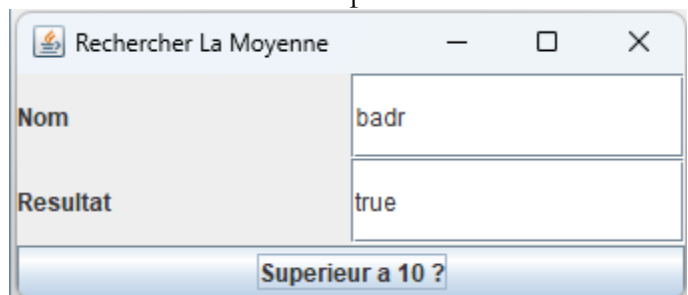 Rechercher La Moyenne
Nom badr
Resultat true
Superieur a 10 ?